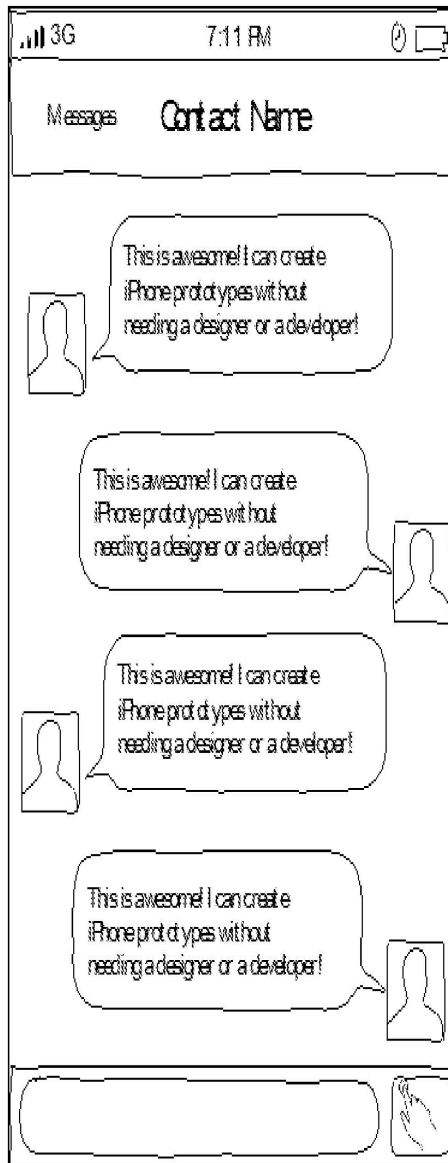 3G 7:11 PM
Messages Contact Name
This is awesome! I can create
iPhone prototypes without
needing a designer or a developer!
This is awesome! I can create
iPhone prototypes without
needing a designer or a developer!
This is awesome! I can create
iPhone prototypes without
needing a designer or a developer!
This is awesome! I can create
iPhone prototypes without
needing a designer or a developer!